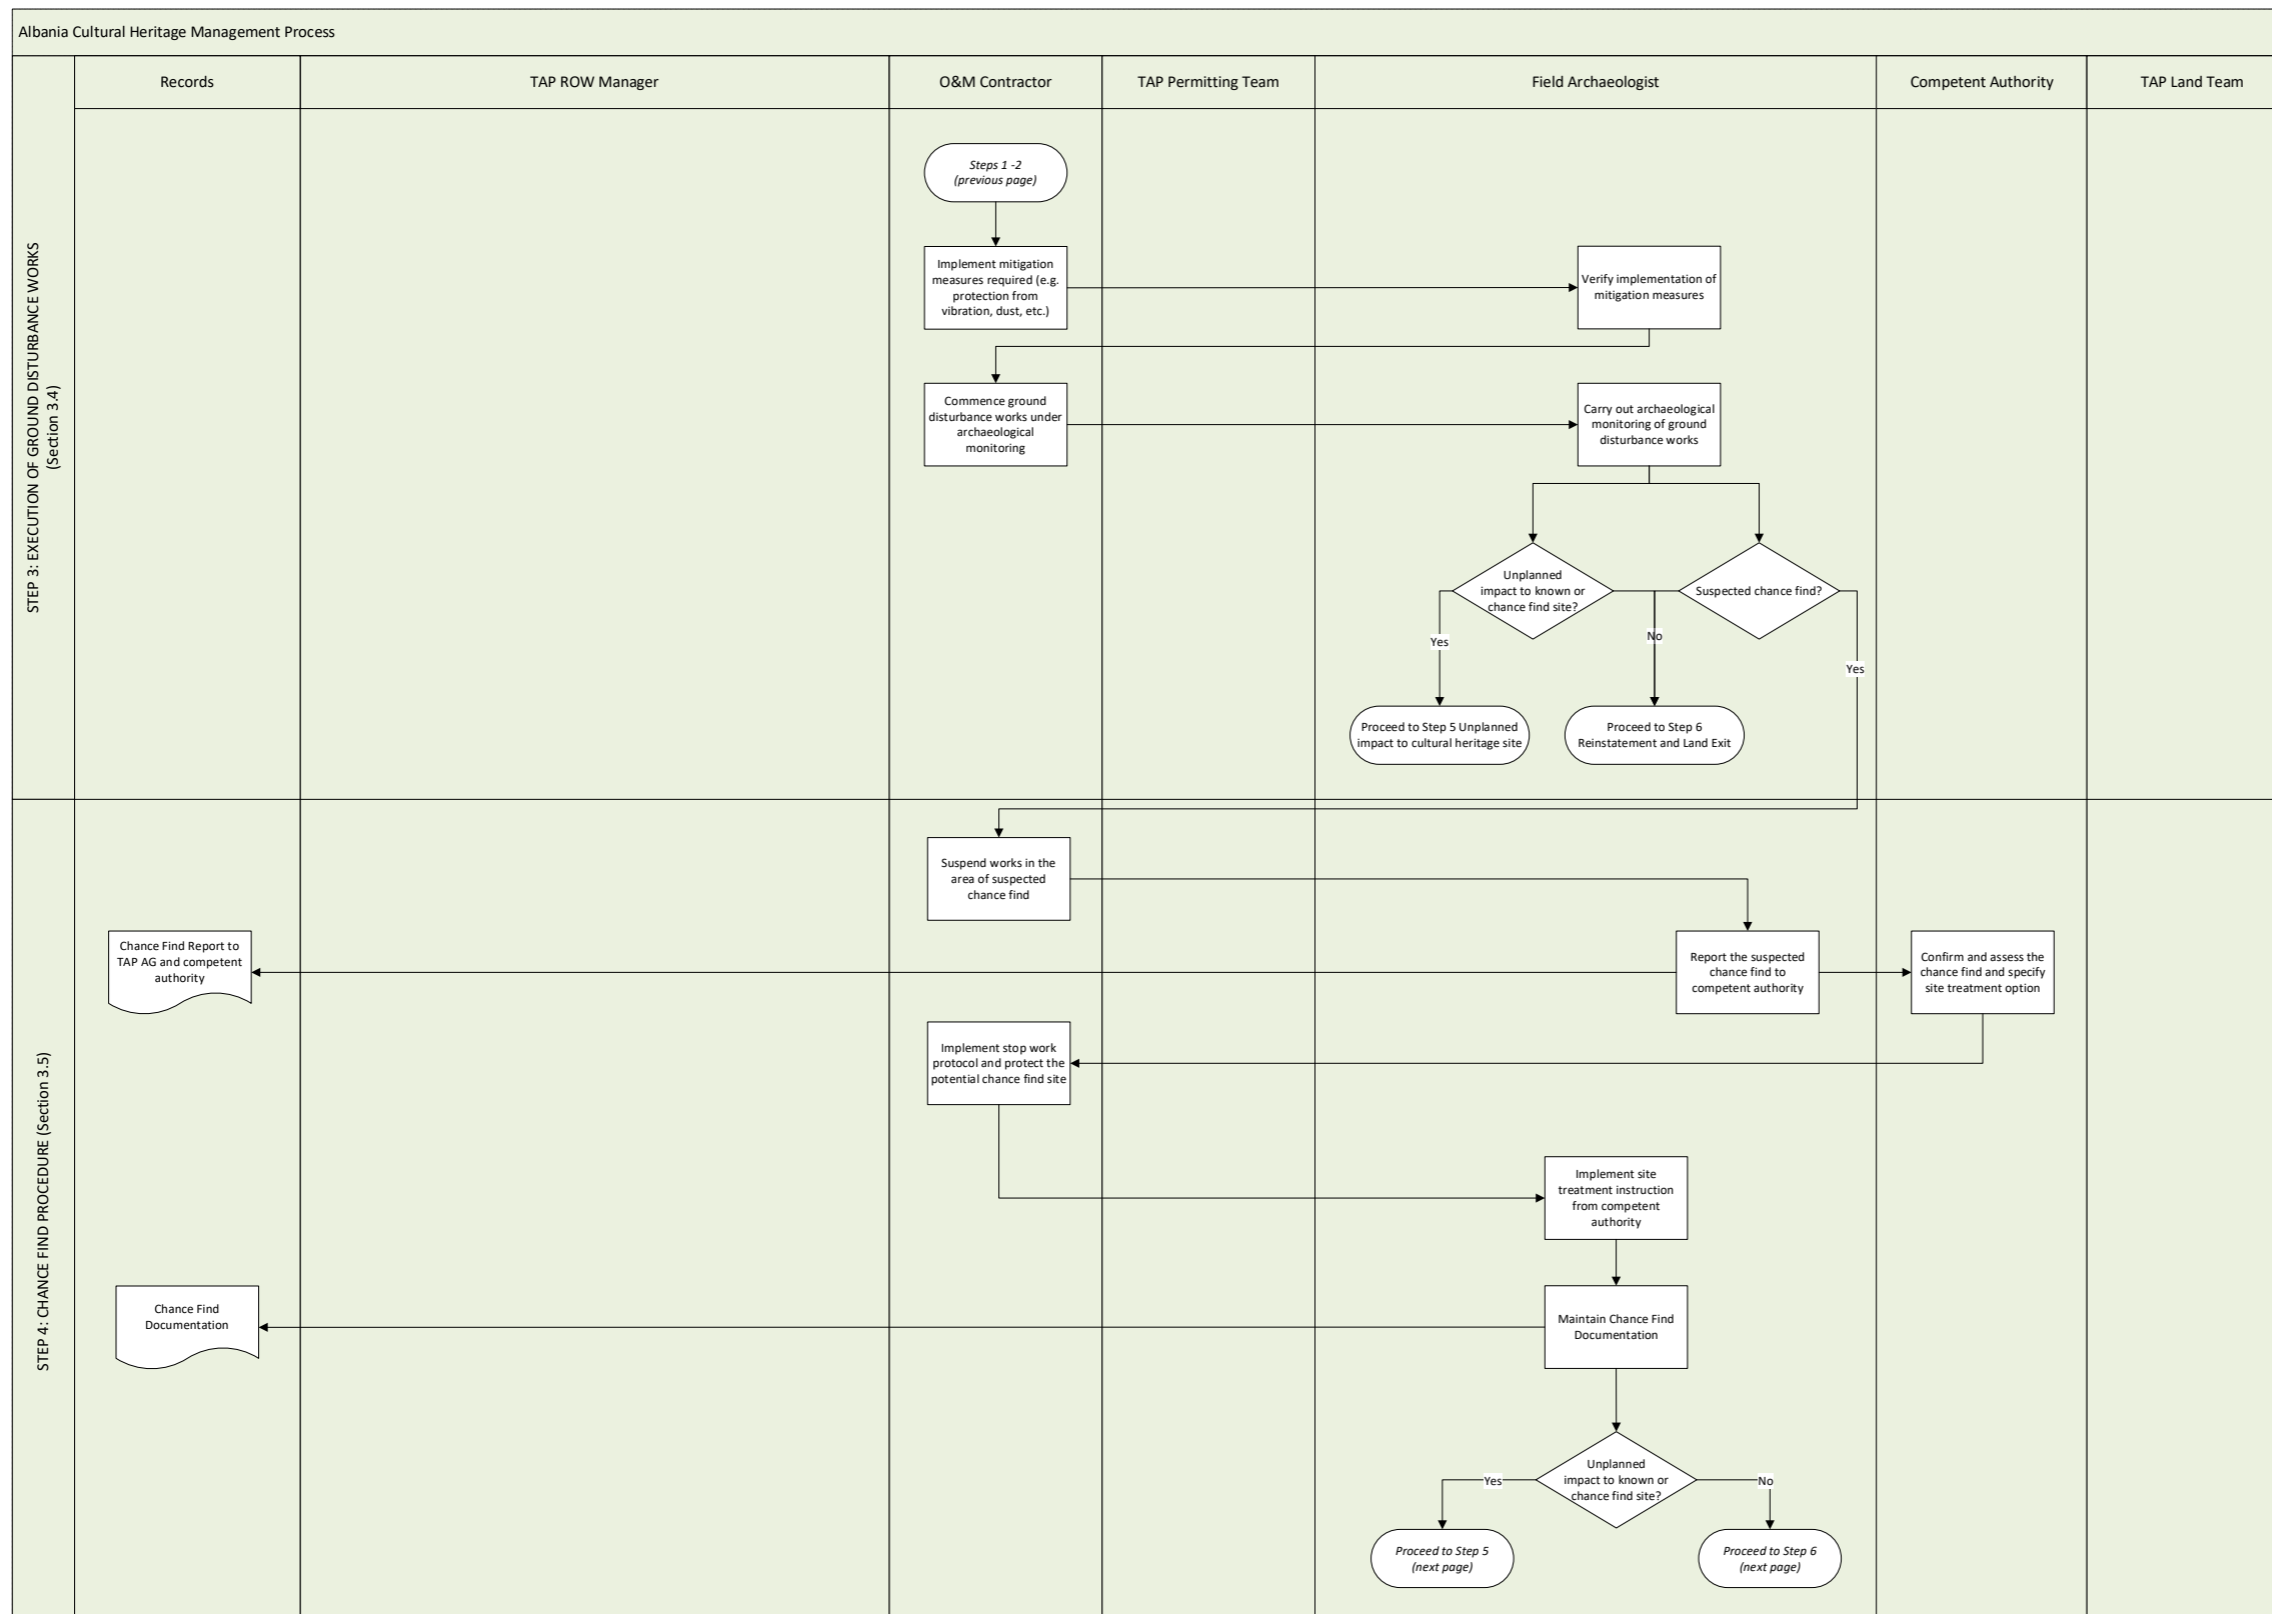 Albania Cultural Heritage Management Process
Records
TAP ROW Manager
O&M Contractor
TAP Permitting Team
Field Archaeologist
Competent Authority
TAP Land Team
STEP 3: EXECUTION OF GROUND DISTURBANCE WORKS
(Section 3.4)
Steps 1 -2
(previous page)
Implement mitigation
measures required (e.g.
protection from
vibration, dust, etc.)
Verify implementation of
mitigation measures
Commence ground
disturbance works under
archaeological
monitoring
Carry out archaeological
monitoring of ground
disturbance works
Unplanned
impact to known or
chance find site?
Suspected chance find?
Yes
No
Yes
Proceed to Step 5 Unplanned
impact to cultural heritage site
Proceed to Step 6
Reinstatement and Land Exit
STEP 4: CHANCE FIND PROCEDURE (Section 3.5)
Suspend works in the
area of suspected
chance find
Chance Find Report to
TAP AG and competent
authority
Report the suspected
chance find to
competent authority
Confirm and assess the
chance find and specify
site treatment option
Implement stop work
protocol and protect the
potential chance find site
Implement site
treatment instruction
from competent
authority
Chance Find
Documentation
Maintain Chance Find
Documentation
Unplanned
impact to known or
chance find site?
Yes
No
Proceed to Step 5
(next page)
Proceed to Step 6
(next page)